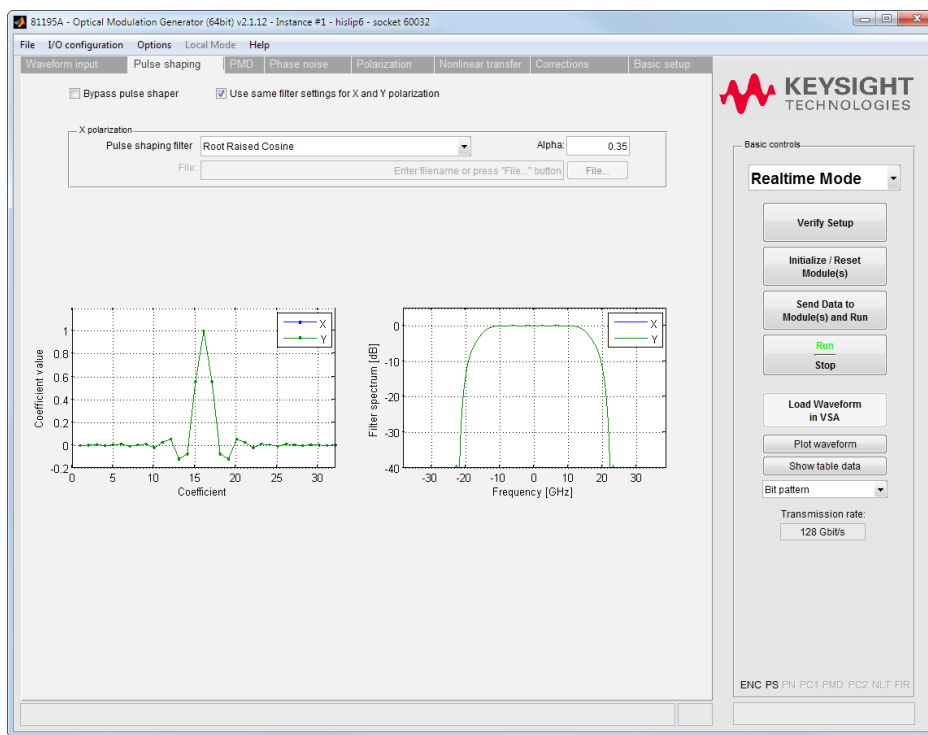 81195A - Optical Modulation Generator (64bit) v2.1.12 - Instance #1 - hislip6 - socket 60032
File I/O configuration Options Local Mode Help
Waveform input Pulse shaping PMD Phase noise Polarization Nonlinear transfer Corrections Basic setup
Bypass pulse shaper Use same filter settings for X and Y polarization
X polarization
Pulse shaping filter Root Raised Cosine Alpha: 0.35
File: Enter filename or press "File..." button File...
Coefficient value
1
0.8
0.6
0.4
0.2
0
-0.2
0 5 10 15 20 25 30
Coefficient
X
Y
Filter spectrum [dB]
0
-10
-20
-30
-40
-30 -20 -10 0 10 20 30
Frequency [GHz]
X
Y
KEYSIGHT
TECHNOLOGIES
Basic controls
Realtime Mode
Verify Setup
Initialize / Reset
Module(s)
Send Data to
Module(s) and Run
Run
Stop
Load Waveform
in VSA
Plot waveform
Show table data
Bit pattern
Transmission rate:
128 Gbit/s
ENC PS PN PC1 PMD PC2 NLT FIR